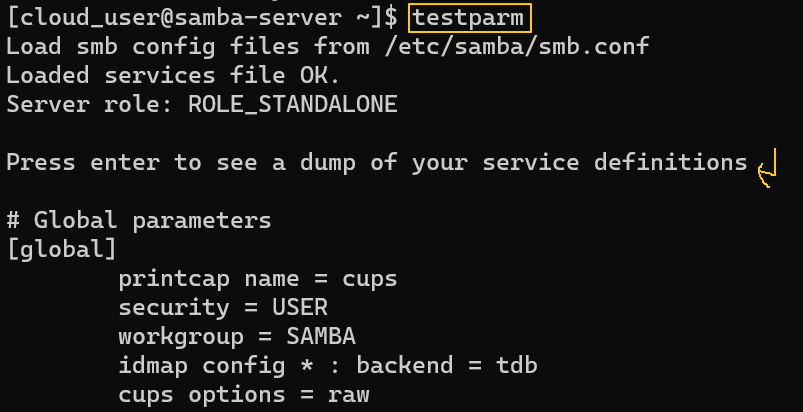 [cloud_user@samba-server ~]$ testparm
Load smb config files from /etc/samba/smb.conf
Loaded services file OK.
Server role: ROLE_STANDALONE

Press enter to see a dump of your service definitions

# Global parameters
[global]
        printcap name = cups
        security = USER
        workgroup = SAMBA
        idmap config * : backend = tdb
        cups options = raw